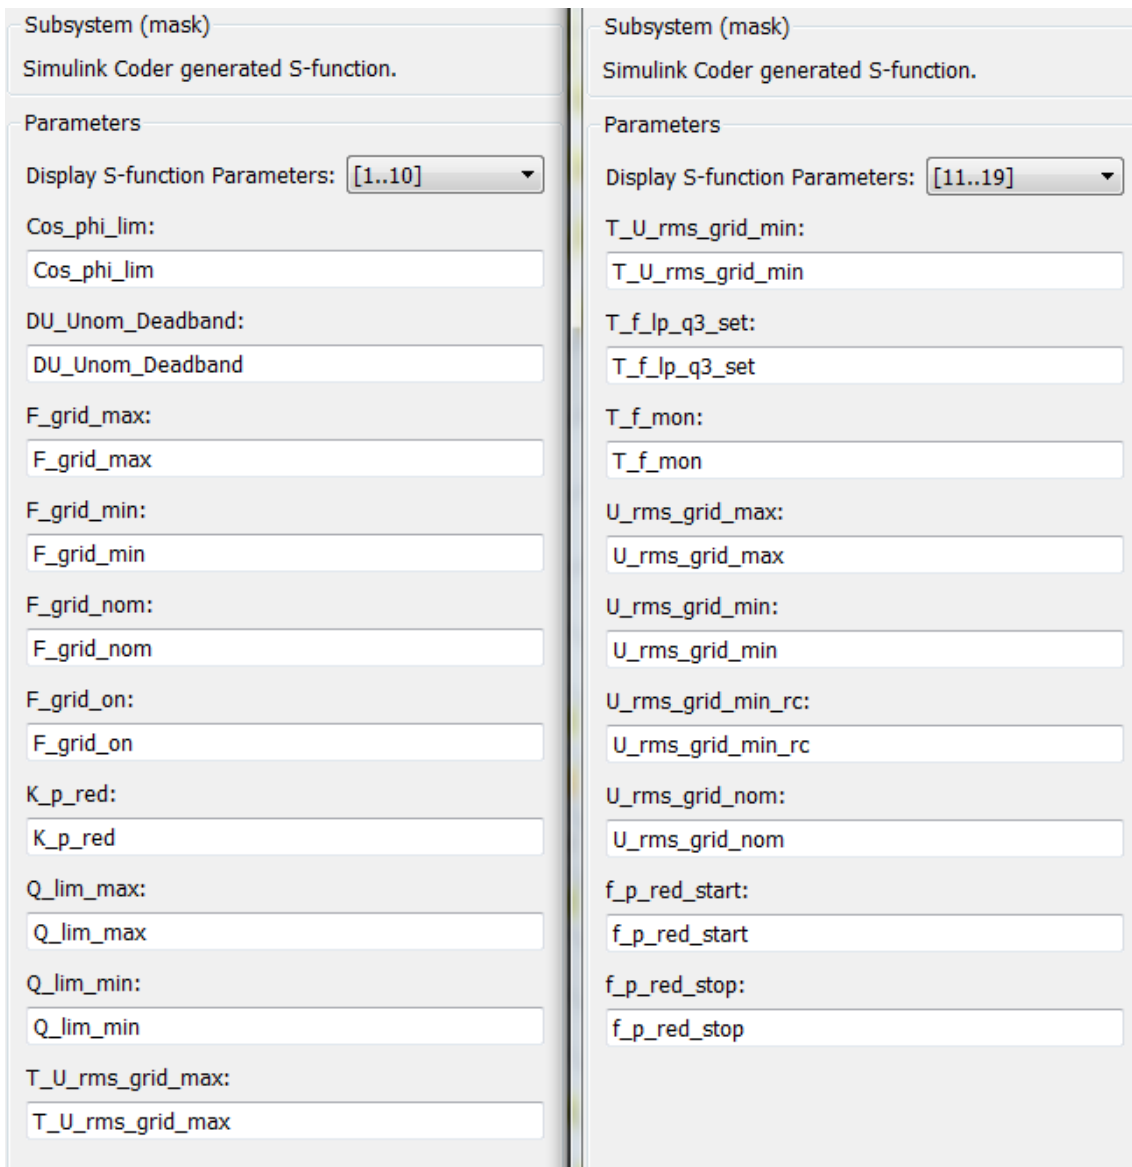 Subsystem (mask)
Simulink Coder generated S-function.
Parameters
Display S-function Parameters: [1..10]
Cos_phi_lim:
Cos_phi_lim
DU_Unom_Deadband:
DU_Unom_Deadband
F_grid_max:
F_grid_max
F_grid_min:
F_grid_min
F_grid_nom:
F_grid_nom
F_grid_on:
F_grid_on
K_p_red:
K_p_red
Q_lim_max:
Q_lim_max
Q_lim_min:
Q_lim_min
T_U_rms_grid_max:
T_U_rms_grid_max
Subsystem (mask)
Simulink Coder generated S-function.
Parameters
Display S-function Parameters: [11..19]
T_U_rms_grid_min:
T_U_rms_grid_min
T_f_lp_q3_set:
T_f_lp_q3_set
T_f_mon:
T_f_mon
U_rms_grid_max:
U_rms_grid_max
U_rms_grid_min:
U_rms_grid_min
U_rms_grid_min_rc:
U_rms_grid_min_rc
U_rms_grid_nom:
U_rms_grid_nom
f_p_red_start:
f_p_red_start
f_p_red_stop:
f_p_red_stop